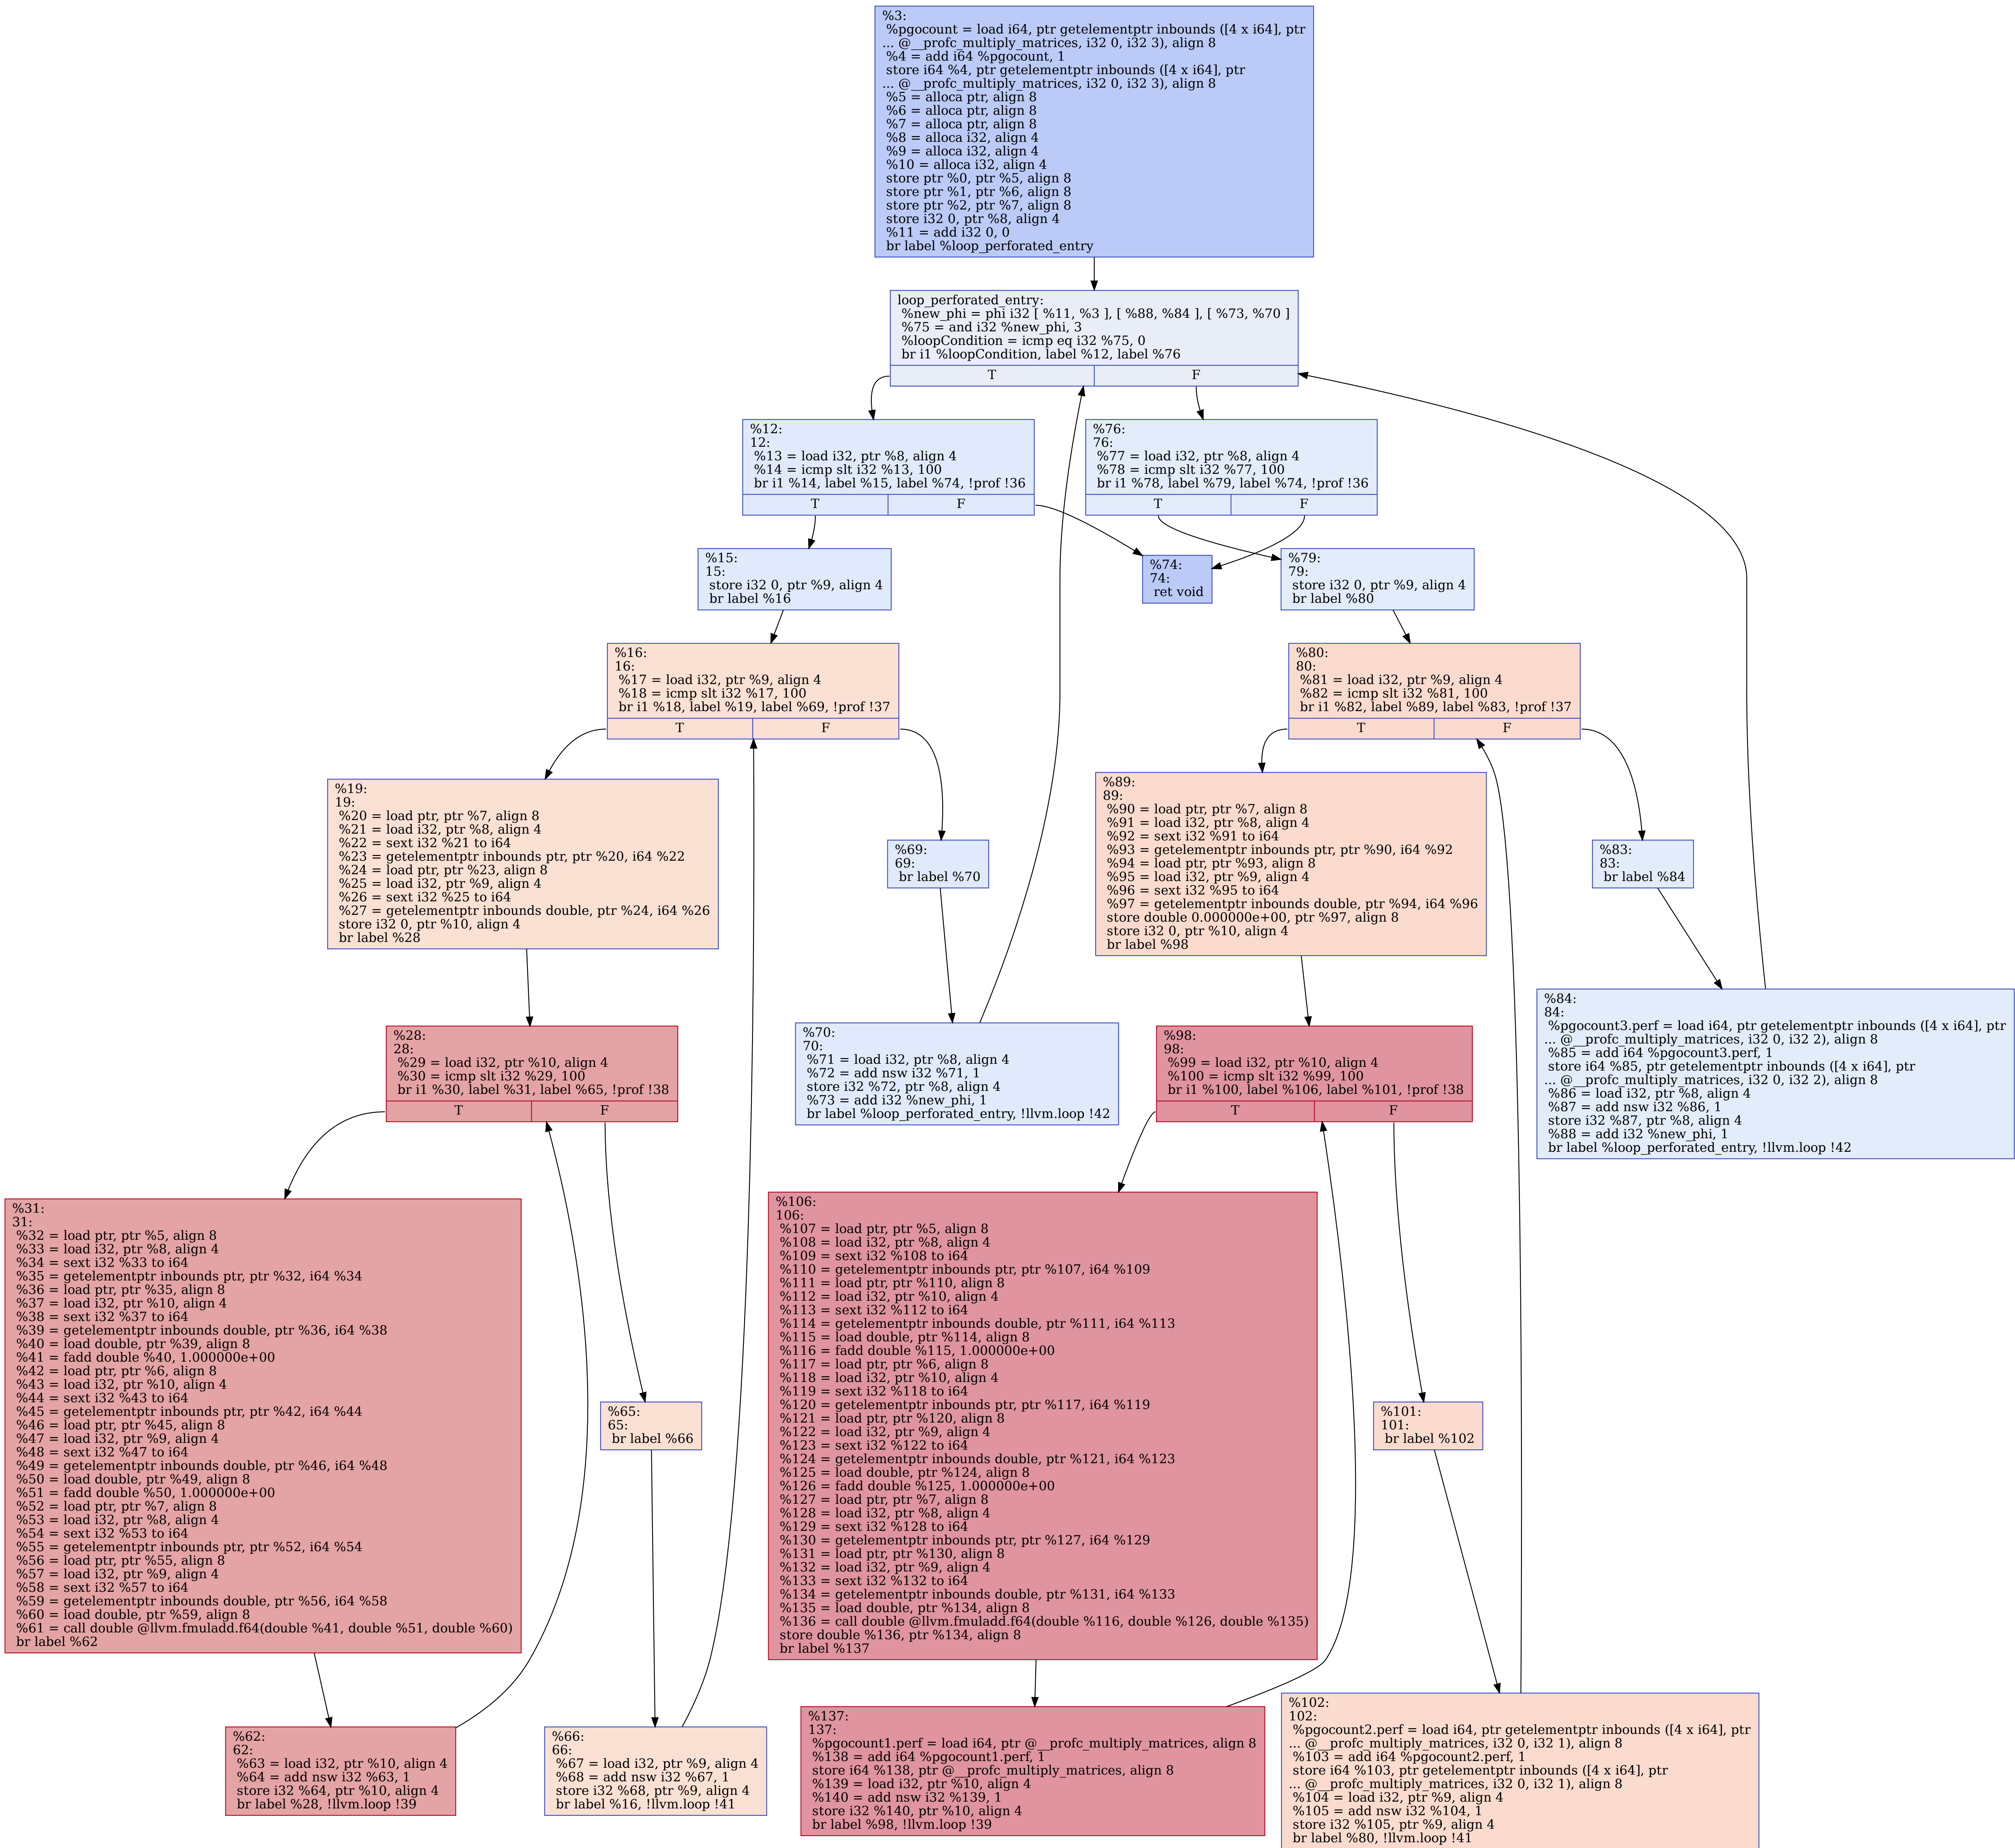 %3:
%pgocount = load i64, ptr getelementptr inbounds ([4 x i64], ptr
... @__profc_multiply_matrices, i32 0, i32 3), align 8
%4 = add i64 %pgocount, 1
store i64 %4, ptr getelementptr inbounds ([4 x i64], ptr
... @__profc_multiply_matrices, i32 0, i32 3), align 8
%5 = alloca ptr, align 8
%6 = alloca ptr, align 8
%7 = alloca ptr, align 8
%8 = alloca i32, align 4
%9 = alloca i32, align 4
%10 = alloca i32, align 4
store ptr %0, ptr %5, align 8
store ptr %1, ptr %6, align 8
store ptr %2, ptr %7, align 8
store i32 0, ptr %8, align 4
%11 = add i32 0, 0
br label %loop_perforated_entry
loop_perforated_entry:
%new_phi = phi i32 [ %11, %3 ], [ %88, %84 ], [ %73, %70 ]
%75 = and i32 %new_phi, 3
%loopCondition = icmp eq i32 %75, 0
br i1 %loopCondition, label %12, label %76
T
F
%12:
12:
%13 = load i32, ptr %8, align 4
%14 = icmp slt i32 %13, 100
br i1 %14, label %15, label %74, !prof !36
T
F
%76:
76:
%77 = load i32, ptr %8, align 4
%78 = icmp slt i32 %77, 100
br i1 %78, label %79, label %74, !prof !36
T
F
%15:
15:
store i32 0, ptr %9, align 4
br label %16
%74:
74:
ret void
%79:
79:
store i32 0, ptr %9, align 4
br label %80
%16:
16:
%17 = load i32, ptr %9, align 4
%18 = icmp slt i32 %17, 100
br i1 %18, label %19, label %69, !prof !37
T
F
%80:
80:
%81 = load i32, ptr %9, align 4
%82 = icmp slt i32 %81, 100
br i1 %82, label %89, label %83, !prof !37
T
F
%19:
19:
%20 = load ptr, ptr %7, align 8
%21 = load i32, ptr %8, align 4
%22 = sext i32 %21 to i64
%23 = getelementptr inbounds ptr, ptr %20, i64 %22
%24 = load ptr, ptr %23, align 8
%25 = load i32, ptr %9, align 4
%26 = sext i32 %25 to i64
%27 = getelementptr inbounds double, ptr %24, i64 %26
store i32 0, ptr %10, align 4
br label %28
%69:
69:
br label %70
%89:
89:
%90 = load ptr, ptr %7, align 8
%91 = load i32, ptr %8, align 4
%92 = sext i32 %91 to i64
%93 = getelementptr inbounds ptr, ptr %90, i64 %92
%94 = load ptr, ptr %93, align 8
%95 = load i32, ptr %9, align 4
%96 = sext i32 %95 to i64
%97 = getelementptr inbounds double, ptr %94, i64 %96
store double 0.000000e+00, ptr %97, align 8
store i32 0, ptr %10, align 4
br label %98
%83:
83:
br label %84
%28:
28:
%29 = load i32, ptr %10, align 4
%30 = icmp slt i32 %29, 100
br i1 %30, label %31, label %65, !prof !38
T
F
%70:
70:
%71 = load i32, ptr %8, align 4
%72 = add nsw i32 %71, 1
store i32 %72, ptr %8, align 4
%73 = add i32 %new_phi, 1
br label %loop_perforated_entry, !llvm.loop !42
%98:
98:
%99 = load i32, ptr %10, align 4
%100 = icmp slt i32 %99, 100
br i1 %100, label %106, label %101, !prof !38
T
F
%84:
84:
%pgocount3.perf = load i64, ptr getelementptr inbounds ([4 x i64], ptr
... @__profc_multiply_matrices, i32 0, i32 2), align 8
%85 = add i64 %pgocount3.perf, 1
store i64 %85, ptr getelementptr inbounds ([4 x i64], ptr
... @__profc_multiply_matrices, i32 0, i32 2), align 8
%86 = load i32, ptr %8, align 4
%87 = add nsw i32 %86, 1
store i32 %87, ptr %8, align 4
%88 = add i32 %new_phi, 1
br label %loop_perforated_entry, !llvm.loop !42
%31:
31:
%32 = load ptr, ptr %5, align 8
%33 = load i32, ptr %8, align 4
%34 = sext i32 %33 to i64
%35 = getelementptr inbounds ptr, ptr %32, i64 %34
%36 = load ptr, ptr %35, align 8
%37 = load i32, ptr %10, align 4
%38 = sext i32 %37 to i64
%39 = getelementptr inbounds double, ptr %36, i64 %38
%40 = load double, ptr %39, align 8
%41 = fadd double %40, 1.000000e+00
%42 = load ptr, ptr %6, align 8
%43 = load i32, ptr %10, align 4
%44 = sext i32 %43 to i64
%45 = getelementptr inbounds ptr, ptr %42, i64 %44
%46 = load ptr, ptr %45, align 8
%47 = load i32, ptr %9, align 4
%48 = sext i32 %47 to i64
%49 = getelementptr inbounds double, ptr %46, i64 %48
%50 = load double, ptr %49, align 8
%51 = fadd double %50, 1.000000e+00
%52 = load ptr, ptr %7, align 8
%53 = load i32, ptr %8, align 4
%54 = sext i32 %53 to i64
%55 = getelementptr inbounds ptr, ptr %52, i64 %54
%56 = load ptr, ptr %55, align 8
%57 = load i32, ptr %9, align 4
%58 = sext i32 %57 to i64
%59 = getelementptr inbounds double, ptr %56, i64 %58
%60 = load double, ptr %59, align 8
%61 = call double @llvm.fmuladd.f64(double %41, double %51, double %60)
br label %62
%65:
65:
br label %66
%106:
106:
%107 = load ptr, ptr %5, align 8
%108 = load i32, ptr %8, align 4
%109 = sext i32 %108 to i64
%110 = getelementptr inbounds ptr, ptr %107, i64 %109
%111 = load ptr, ptr %110, align 8
%112 = load i32, ptr %10, align 4
%113 = sext i32 %112 to i64
%114 = getelementptr inbounds double, ptr %111, i64 %113
%115 = load double, ptr %114, align 8
%116 = fadd double %115, 1.000000e+00
%117 = load ptr, ptr %6, align 8
%118 = load i32, ptr %10, align 4
%119 = sext i32 %118 to i64
%120 = getelementptr inbounds ptr, ptr %117, i64 %119
%121 = load ptr, ptr %120, align 8
%122 = load i32, ptr %9, align 4
%123 = sext i32 %122 to i64
%124 = getelementptr inbounds double, ptr %121, i64 %123
%125 = load double, ptr %124, align 8
%126 = fadd double %125, 1.000000e+00
%127 = load ptr, ptr %7, align 8
%128 = load i32, ptr %8, align 4
%129 = sext i32 %128 to i64
%130 = getelementptr inbounds ptr, ptr %127, i64 %129
%131 = load ptr, ptr %130, align 8
%132 = load i32, ptr %9, align 4
%133 = sext i32 %132 to i64
%134 = getelementptr inbounds double, ptr %131, i64 %133
%135 = load double, ptr %134, align 8
%136 = call double @llvm.fmuladd.f64(double %116, double %126, double %135)
store double %136, ptr %134, align 8
br label %137
%101:
101:
br label %102
%62:
62:
%63 = load i32, ptr %10, align 4
%64 = add nsw i32 %63, 1
store i32 %64, ptr %10, align 4
br label %28, !llvm.loop !39
%66:
66:
%67 = load i32, ptr %9, align 4
%68 = add nsw i32 %67, 1
store i32 %68, ptr %9, align 4
br label %16, !llvm.loop !41
%137:
137:
%pgocount1.perf = load i64, ptr @__profc_multiply_matrices, align 8
%138 = add i64 %pgocount1.perf, 1
store i64 %138, ptr @__profc_multiply_matrices, align 8
%139 = load i32, ptr %10, align 4
%140 = add nsw i32 %139, 1
store i32 %140, ptr %10, align 4
br label %98, !llvm.loop !39
%102:
102:
%pgocount2.perf = load i64, ptr getelementptr inbounds ([4 x i64], ptr
... @__profc_multiply_matrices, i32 0, i32 1), align 8
%103 = add i64 %pgocount2.perf, 1
store i64 %103, ptr getelementptr inbounds ([4 x i64], ptr
... @__profc_multiply_matrices, i32 0, i32 1), align 8
%104 = load i32, ptr %9, align 4
%105 = add nsw i32 %104, 1
store i32 %105, ptr %9, align 4
br label %80, !llvm.loop !41